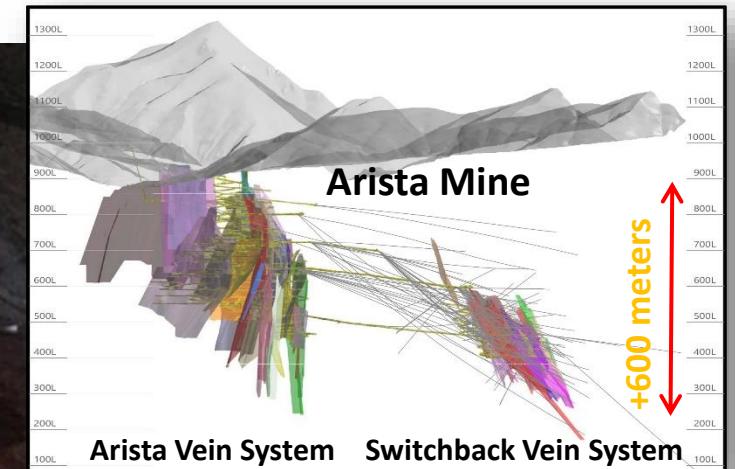 1300L 1300L
1200L 1200L
1100L 1100L
1000L 1000L
Arista Mine
900L 900L
800L 800L
700L 700L
+600 meters
600L 600L
500L 500L
400L 400L
300L 300L
200L 200L
Arista Vein System Switchback Vein System
100L 100L